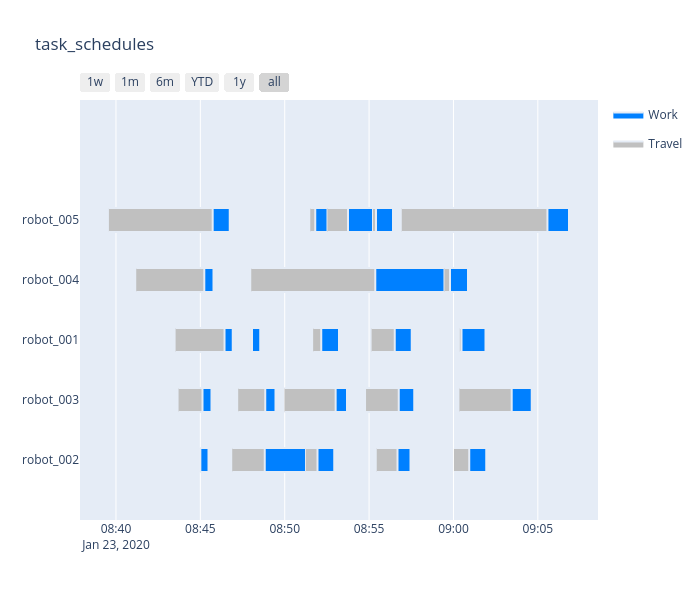 task_schedules
1w 1m 6m YTD 1y all
Work
Travel
robot_005
robot_004
robot_001
robot_003
robot_002
08:40 08:45 08:50 08:55 09:00 09:05
Jan 23, 2020